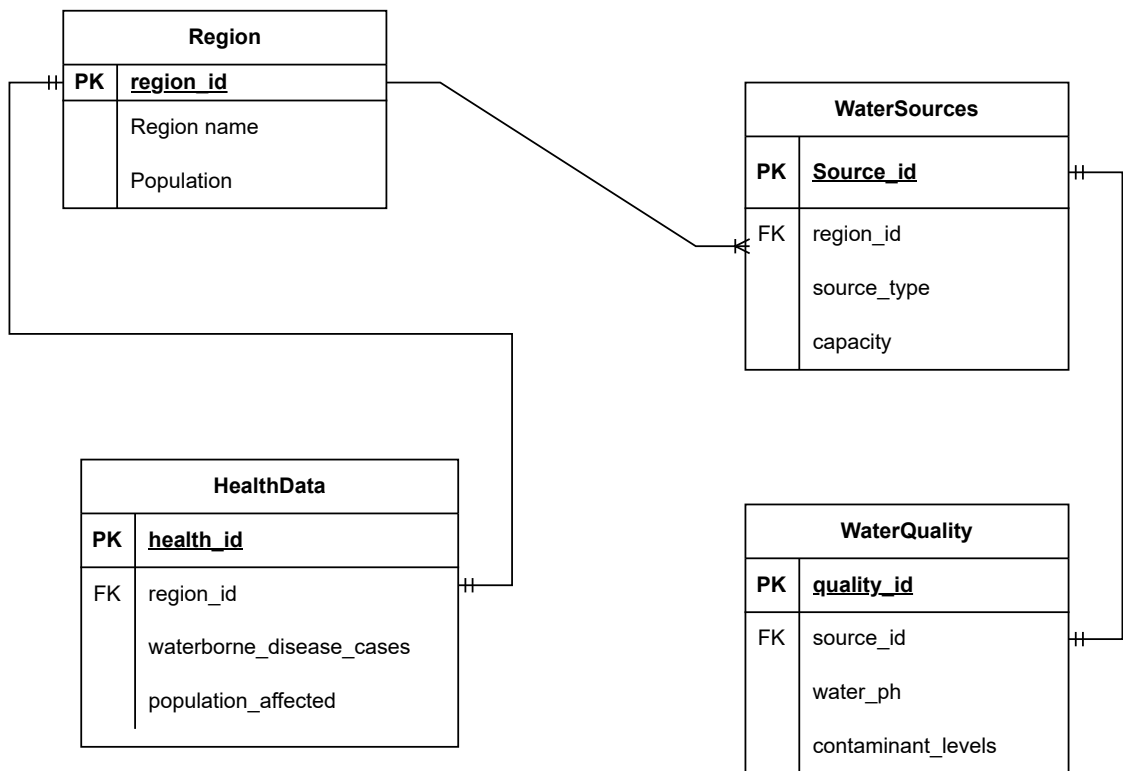 Region
PK region_id
Region name
Population
WaterSources
PK Source_id
FK region_id
source_type
capacity
HealthData
PK health_id
FK region_id
waterborne_disease_cases
population_affected
WaterQuality
PK quality_id
FK source_id
water_ph
contaminant_levels